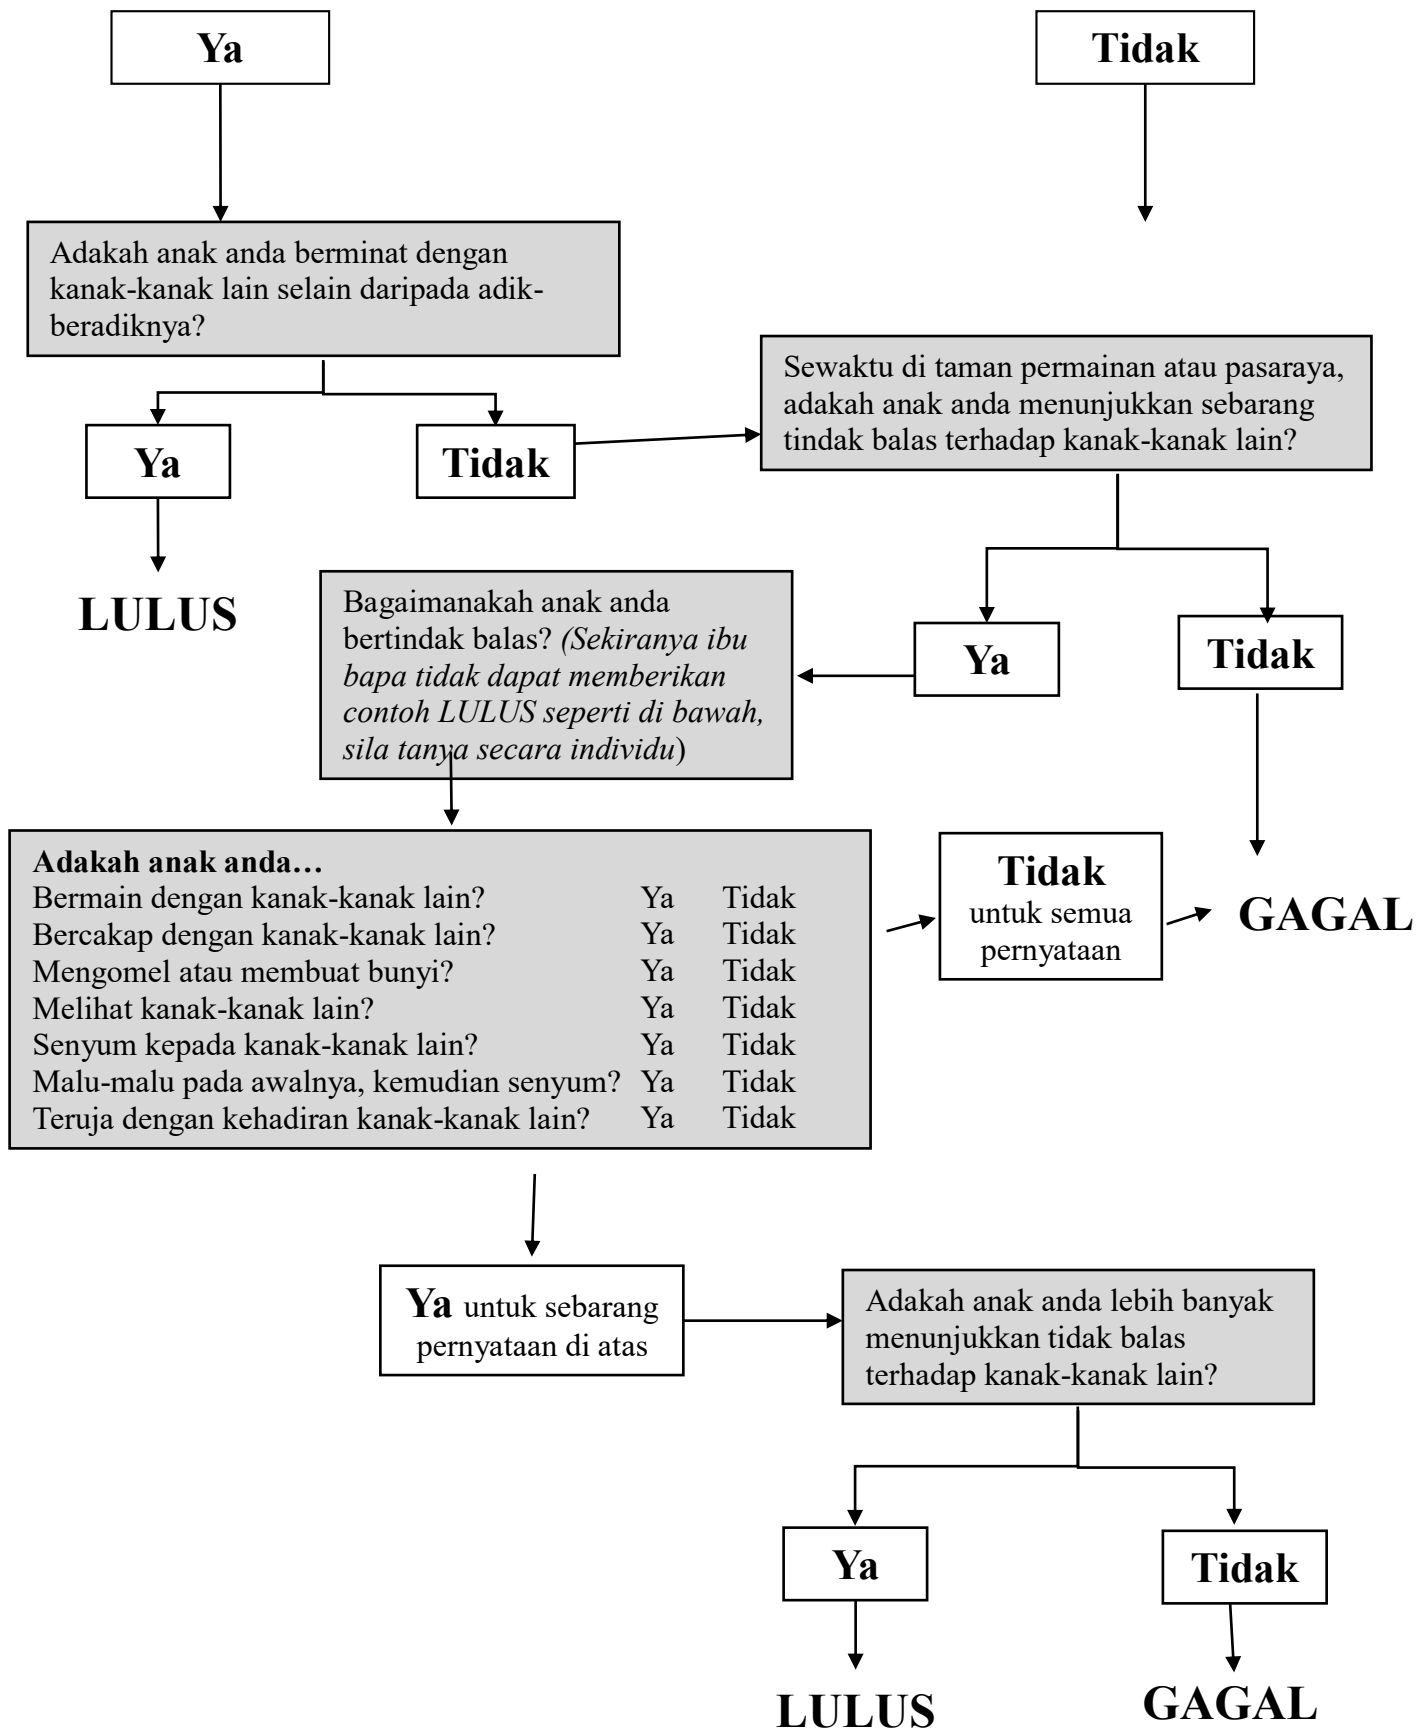 Ya
Tidak
Adakah anak anda berminat dengan
kanak-kanak lain selain daripada adik-
beradiknya?
Sewaktu di taman permainan atau pasaraya,
adakah anak anda menunjukkan sebarang
tindak balas terhadap kanak-kanak lain?
Ya
Tidak
LULUS
Bagaimanakah anak anda
bertindak balas? (Sekiranya ibu
bapa tidak dapat memberikan
contoh LULUS seperti di bawah,
sila tanya secara individu)
Ya
Tidak
Adakah anak anda…
Bermain dengan kanak-kanak lain? Ya Tidak
Bercakap dengan kanak-kanak lain? Ya Tidak
Mengomel atau membuat bunyi? Ya Tidak
Melihat kanak-kanak lain? Ya Tidak
Senyum kepada kanak-kanak lain? Ya Tidak
Malu-malu pada awalnya, kemudian senyum? Ya Tidak
Teruja dengan kehadiran kanak-kanak lain? Ya Tidak
Tidak
untuk semua
pernyataan
GAGAL
Ya untuk sebarang
pernyataan di atas
Adakah anak anda lebih banyak
menunjukkan tidak balas
terhadap kanak-kanak lain?
Ya
Tidak
LULUS
GAGAL